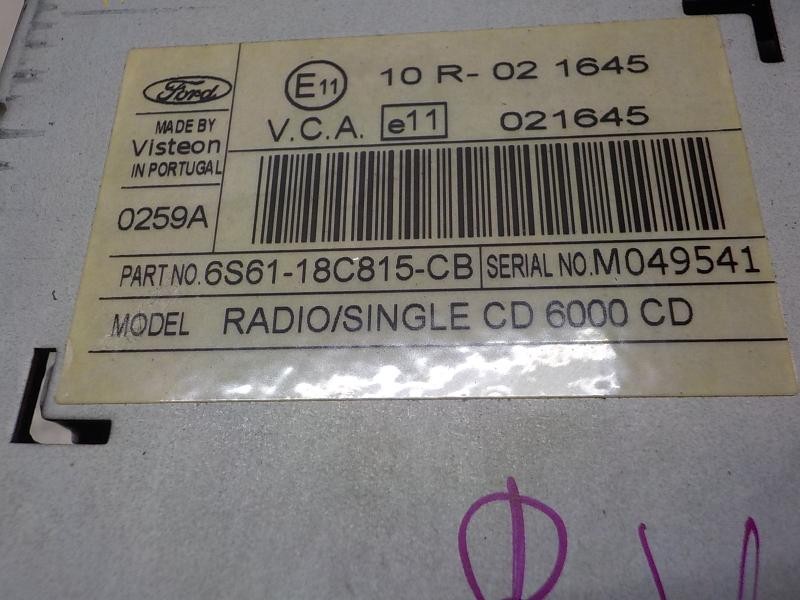 Ford
E11 10 R- 02 1645
MADE BY
Visteon
IN PORTUGAL
V.C.A. e11 021645
0259A
PART NO. 6S61-18C815-CB SERIAL NO. M049541
MODEL RADIO/SINGLE CD 6000 CD